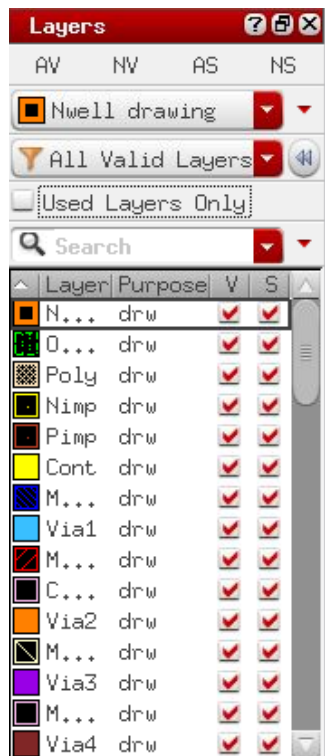 Layers
AV NV AS NS
Nwell drawing
All Valid Layers
Used Layers Only
Search
Layer Purpose V S
N... drw
O... drw
Poly drw
Nimp drw
Pimp drw
Cont drw
M... drw
Via1 drw
M... drw
C... drw
Via2 drw
M... drw
Via3 drw
M... drw
Via4 drw